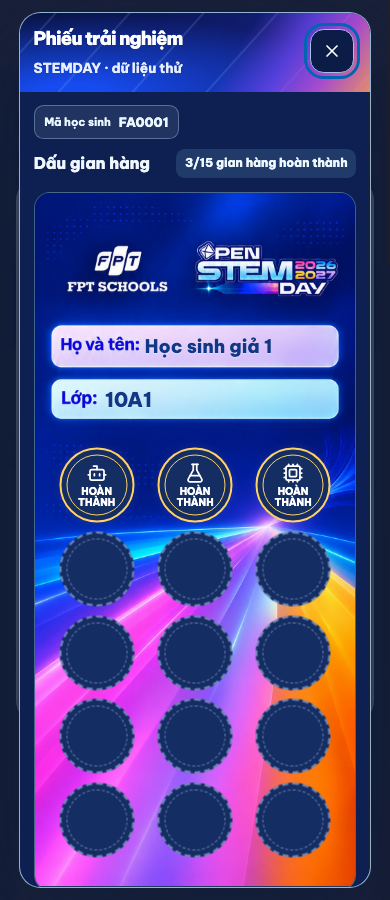 Phiếu trải nghiệm
STEMDAY · dữ liệu thử
Mã học sinh FA0001
Dấu gian hàng
3/15 gian hàng hoàn thành
FPT
FPT SCHOOLS
OPEN
STEM 2026
2027
DAY
Họ và tên: Học sinh giả 1
Lớp: 10A1
HOÀN
THÀNH
HOÀN
THÀNH
HOÀN
THÀNH